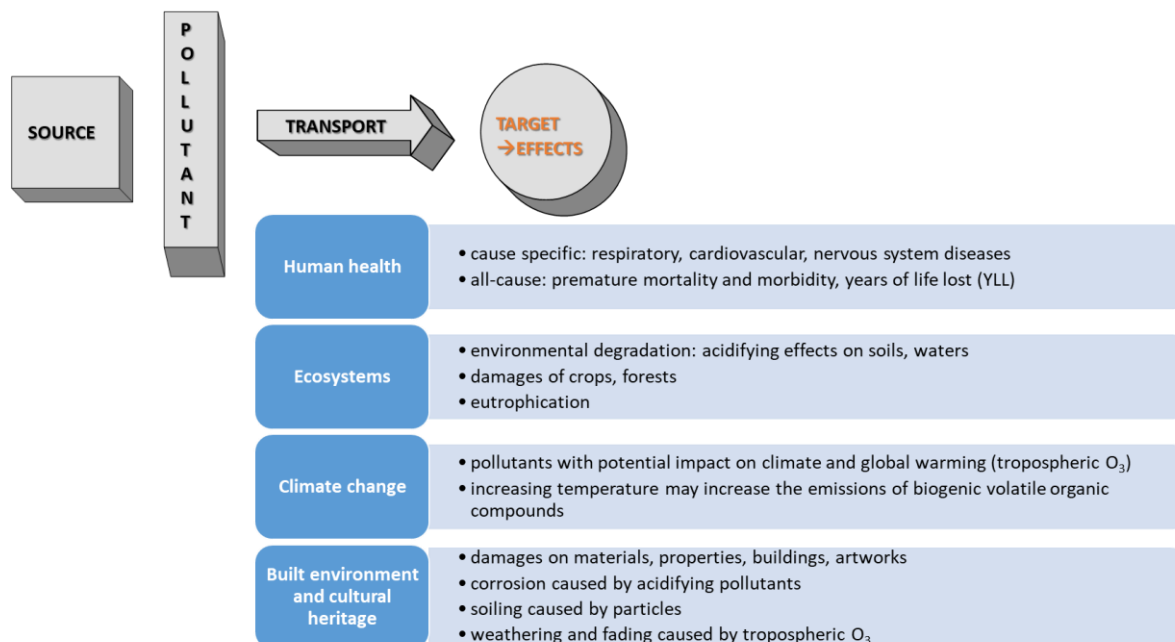 SOURCE
POLLUTANT
TRANSPORT
TARGET
→EFFECTS
Human health
• cause specific: respiratory, cardiovascular, nervous system diseases
• all-cause: premature mortality and morbidity, years of life lost (YLL)
Ecosystems
• environmental degradation: acidifying effects on soils, waters
• damages of crops, forests
• eutrophication
Climate change
• pollutants with potential impact on climate and global warming (tropospheric O₃)
• increasing temperature may increase the emissions of biogenic volatile organic
compounds
Built environment
and cultural
heritage
• damages on materials, properties, buildings, artworks
• corrosion caused by acidifying pollutants
• soiling caused by particles
• weathering and fading caused by tropospheric O₃